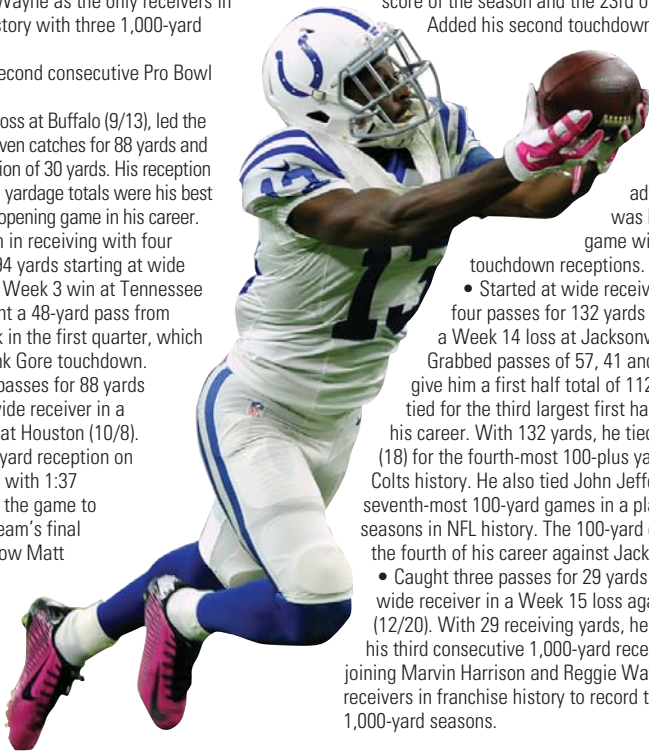 Wayne as the only receivers in
story with three 1,000-yard
second consecutive Pro Bowl
loss at Buffalo (9/13), led the
ven catches for 88 yards and
tion of 30 yards. His reception
yardage totals were his best
opening game in his career.
in receiving with four
94 yards starting at wide
Week 3 win at Tennessee
ht a 48-yard pass from
k in the first quarter, which
nk Gore touchdown.
passes for 88 yards
wide receiver in a
at Houston (10/8).
yard reception on
with 1:37
the game to
team's final
ow Matt
13
score of the season and the 23rd o
Added his second touchdown
ad
was
game wi
touchdown receptions.
• Started at wide receiv
four passes for 132 yards
a Week 14 loss at Jacksonv
Grabbed passes of 57, 41 and
give him a first half total of 112
tied for the third largest first ha
his career. With 132 yards, he tied
(18) for the fourth-most 100-plus ya
Colts history. He also tied John Jeffe
seventh-most 100-yard games in a pla
seasons in NFL history. The 100-yard
the fourth of his career against Jack
• Caught three passes for 29 yards
wide receiver in a Week 15 loss aga
(12/20). With 29 receiving yards, he
his third consecutive 1,000-yard rece
joining Marvin Harrison and Reggie Wa
receivers in franchise history to record t
1,000-yard seasons.